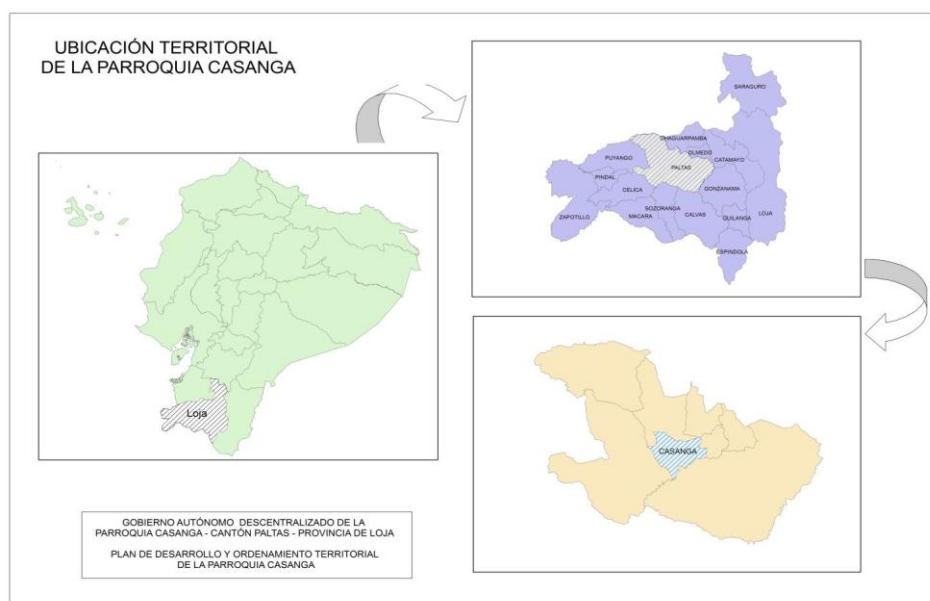 UBICACIÓN TERRITORIAL
DE LA PARROQUIA CASANGA
Loja
SARAGURO
CHAGUARPAMBA
OLMEDO
CATAMAYO
PUYANGO
PALTAS
PINDAL
CELICA
GONZANAMA
SOZORANGA
ZAPOTILLO
MACARA
CALVAS
QUILANGA
LOJA
ESPINDOLA
CASANGA
GOBIERNO AUTÓNOMO DESCENTRALIZADO DE LA
PARROQUIA CASANGA - CANTÓN PALTAS - PROVINCIA DE LOJA
PLAN DE DESARROLLO Y ORDENAMIENTO TERRITORIAL
DE LA PARROQUIA CASANGA